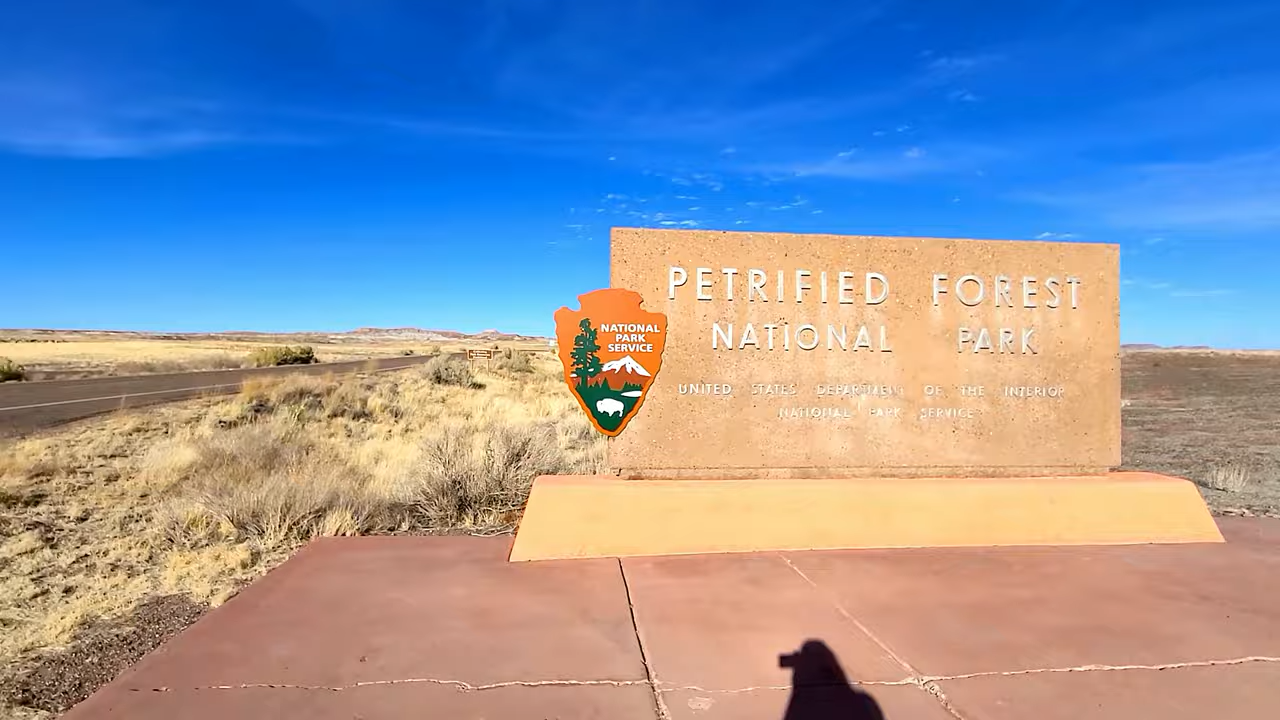 PETRIFIED FOREST
NATIONAL PARK
UNITED STATES DEPARTMENT OF THE INTERIOR
NATIONAL PARK SERVICE
NATIONAL
PARK
SERVICE